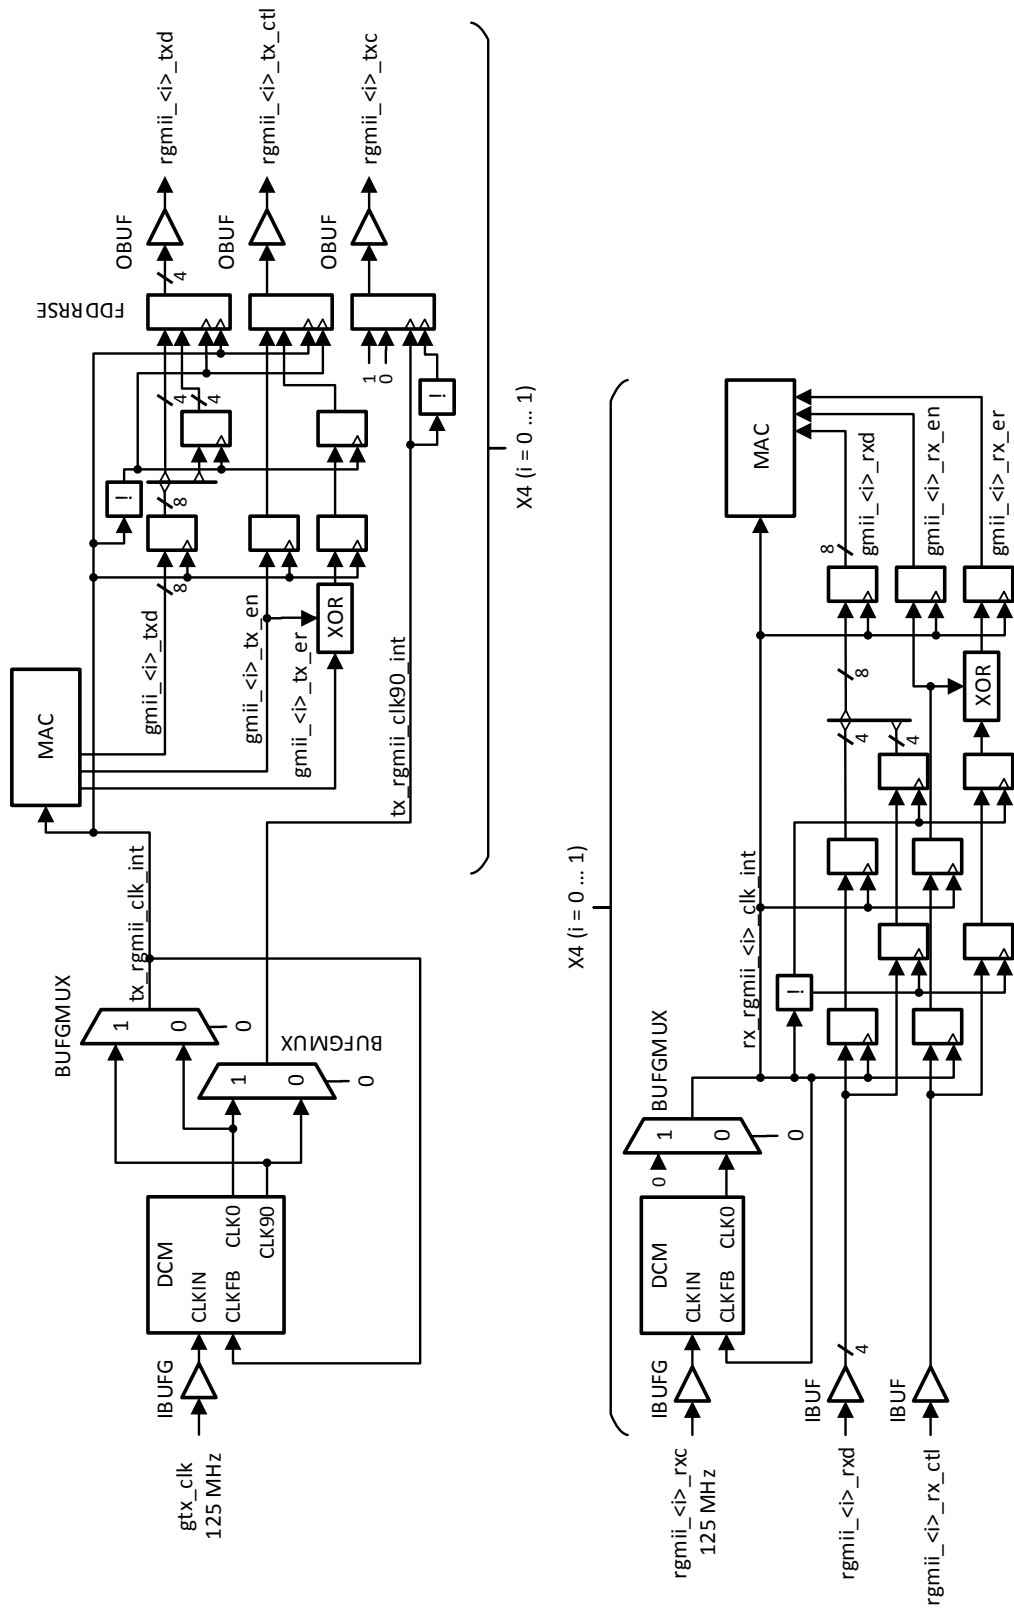 gtx_clk
125 MHz
IBUFG
DCM
CLKIN
CLKFB
CLK0
CLK90
BUFGMUX
1
0
0
BUFGMUX
1
0
0
tx_rgmii_clk_int
tx_rgmii_clk90_int
MAC
gmii_<i>_txd
gmii_<i>_tx_en
gmii_<i>_tx_er
XOR
8
i
8
4
4
FDDRRSE
1
0
i
4
OBUF
OBUF
OBUF
rgmii_<i>_txd
rgmii_<i>_tx_ctl
rgmii_<i>_txc
X4 (i = 0 ... 1)
X4 (i = 0 ... 1)
rgmii_<i>_rxc
125 MHz
rgmii_<i>_rxd
rgmii_<i>_rx_ctl
IBUFG
IBUF
IBUF
4
DCM
CLKIN
CLKFB
CLK0
0
BUFGMUX
1
0
0
rx_rgmii_<i>_clk_int
i
4
4
8
XOR
8
gmii_<i>_rxd
gmii_<i>_rx_en
gmii_<i>_rx_er
MAC